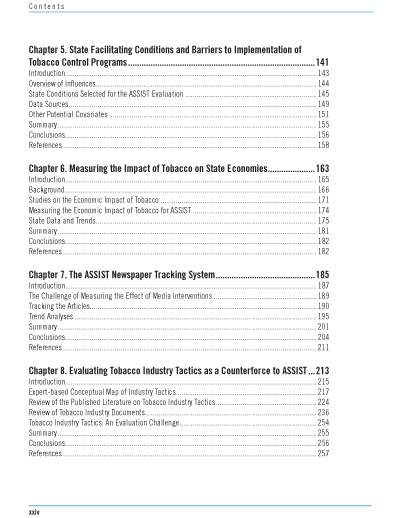 Contents
Chapter 5. State Facilitating Conditions and Barriers to Implementation of
Tobacco Control Programs.....141
Introduction.....143
Overview of Influences.....144
State Conditions Selected for the ASSIST Evaluation.....145
Data Sources.....149
Other Potential Covariates.....151
Summary.....155
Conclusions.....156
References.....158
Chapter 6. Measuring the Impact of Tobacco on State Economies.....163
Introduction.....165
Background.....166
Studies on the Economic Impact of Tobacco.....171
Measuring the Economic Impact of Tobacco for ASSIST.....174
State Data and Trends.....175
Summary.....181
Conclusions.....182
References.....182
Chapter 7. The ASSIST Newspaper Tracking System.....185
Introduction.....187
The Challenge of Measuring the Effect of Media Interventions.....189
Tracking the Articles.....190
Trend Analyses.....195
Summary.....201
Conclusions.....204
References.....211
Chapter 8. Evaluating Tobacco Industry Tactics as a Counterforce to ASSIST...213
Introduction.....215
Expert-based Conceptual Map of Industry Tactics.....217
Review of the Published Literature on Tobacco Industry Tactics.....224
Review of Tobacco Industry Documents.....236
Tobacco Industry Tactics: An Evaluation Challenge.....254
Summary.....255
Conclusions.....256
References.....257
xxiv